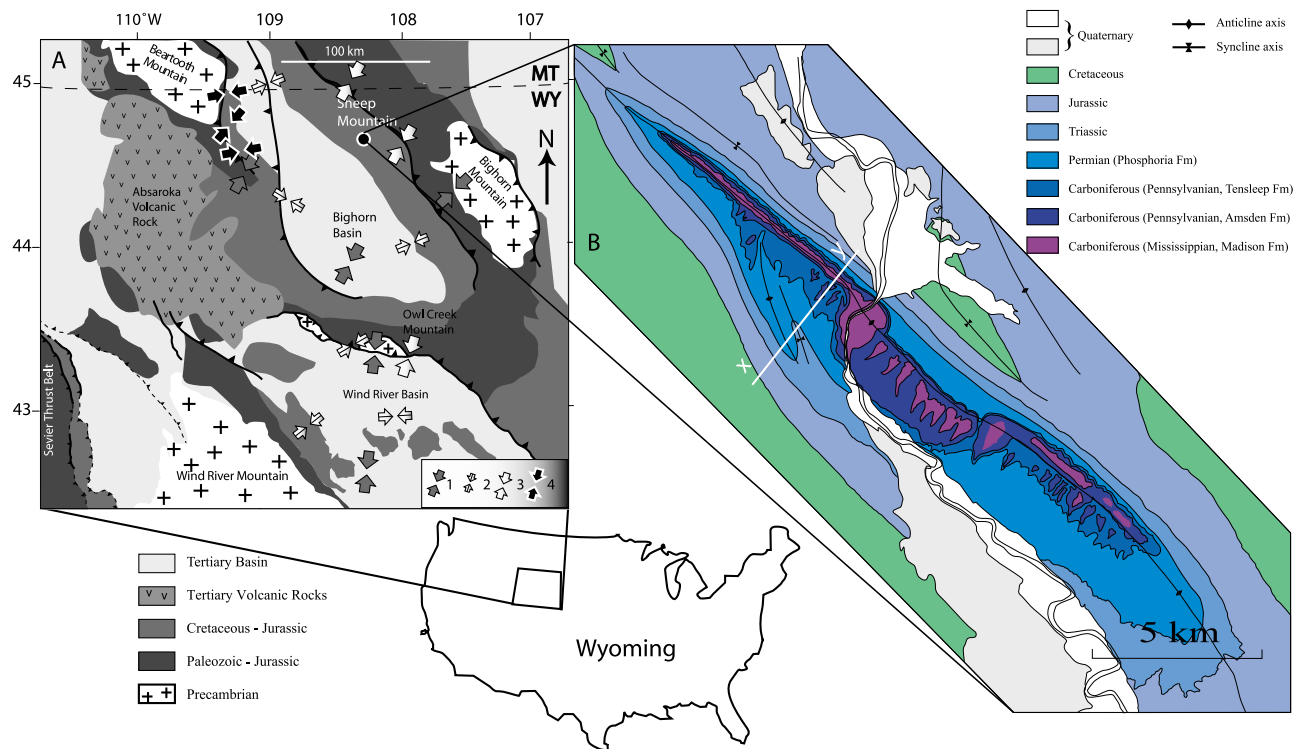 110°W 109 108 107
A
100 km
45
44
43
Beartooth
Mountain
MT
WY
Sheep
Mountain
N
Bighorn
Mountain
Absaroka
Volcanic
Rock
Bighorn
Basin
Owl Creek
Mountain
Wind River Basin
Sevier Thrust Belt
Wind River Mountain
1 2 3 4
Tertiary Basin
Tertiary Volcanic Rocks
Cretaceous - Jurassic
Paleozoic - Jurassic
Precambrian
Wyoming
B
Y
X
5 km
Quaternary
Cretaceous
Jurassic
Triassic
Permian (Phosphoria Fm)
Carboniferous (Pennsylvanian, Tensleep Fm)
Carboniferous (Pennsylvanian, Amsden Fm)
Carboniferous (Mississippian, Madison Fm)
Anticline axis
Syncline axis